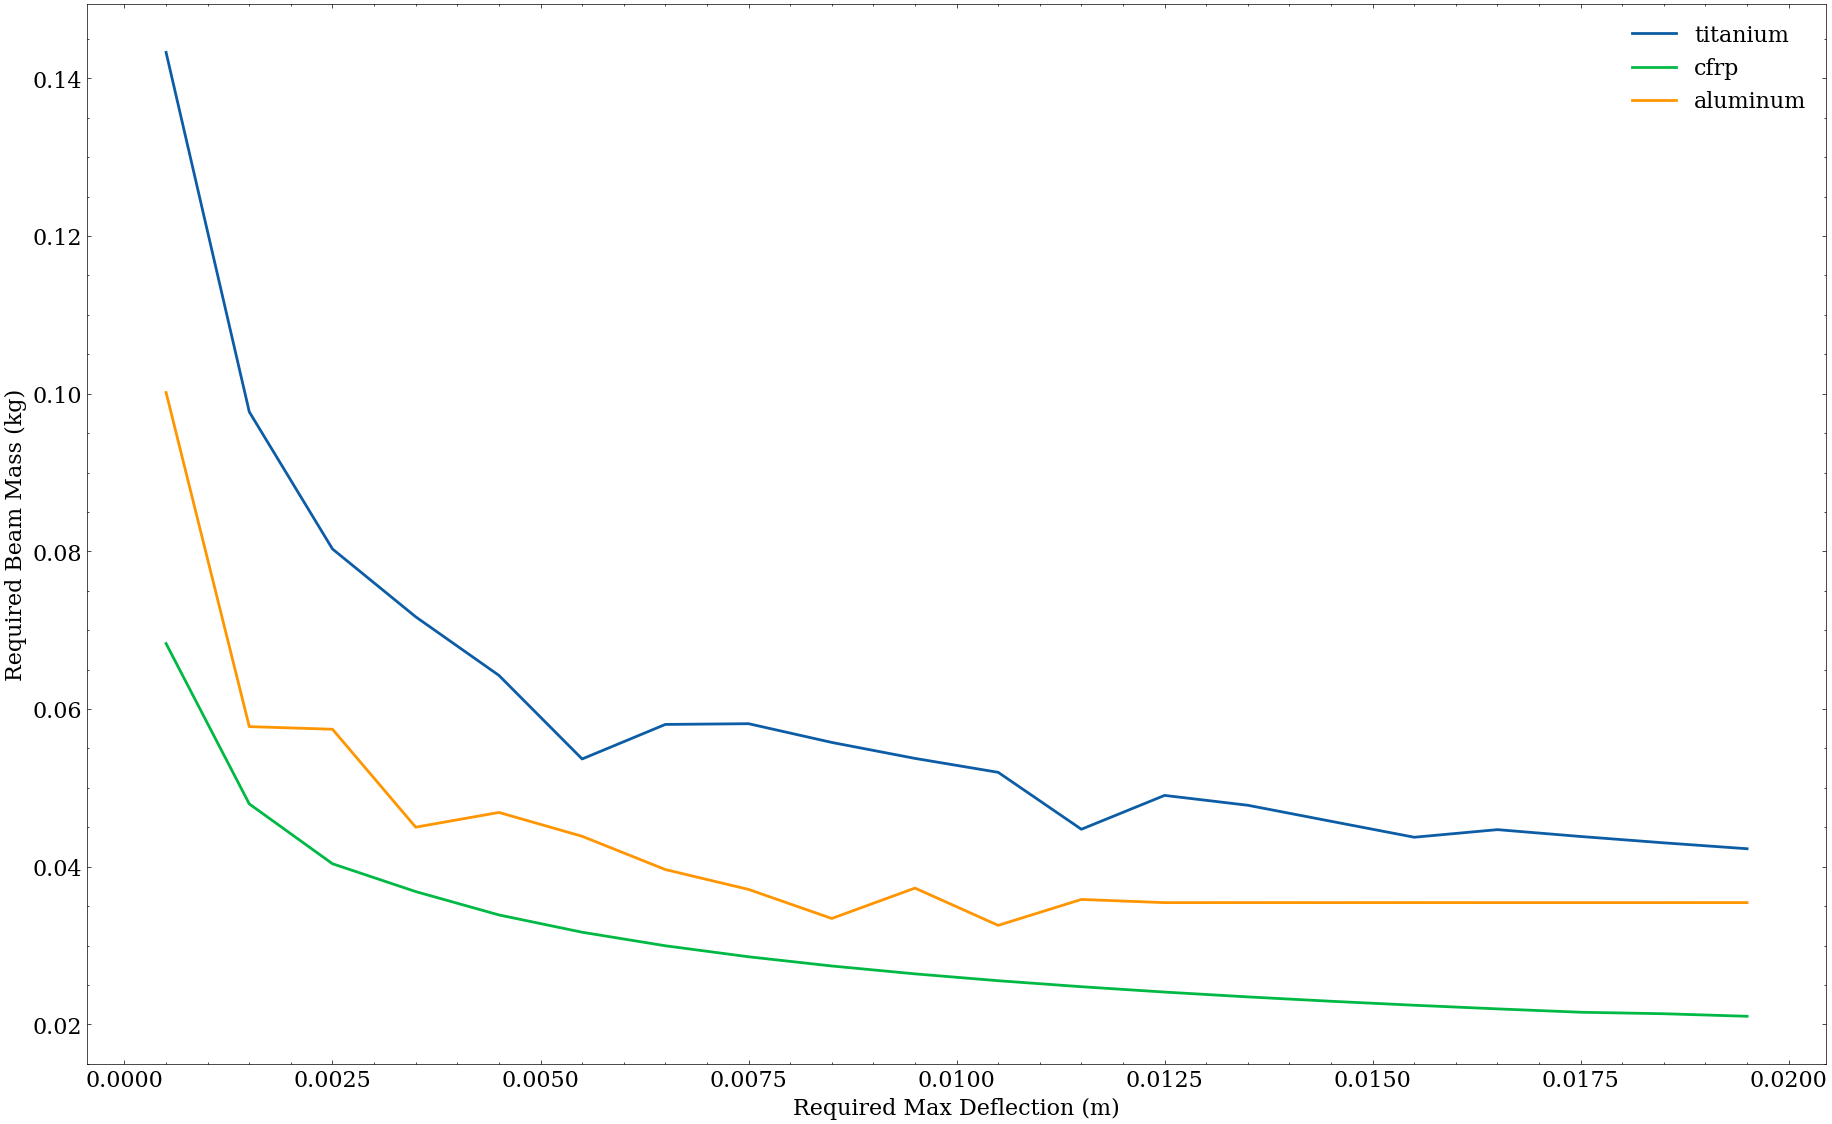 titanium
cfrp
aluminum
0.14
0.12
0.10
0.08
0.06
0.04
0.02
Required Beam Mass (kg)
0.0000 0.0025 0.0050 0.0075 0.0100 0.0125 0.0150 0.0175 0.0200
Required Max Deflection (m)